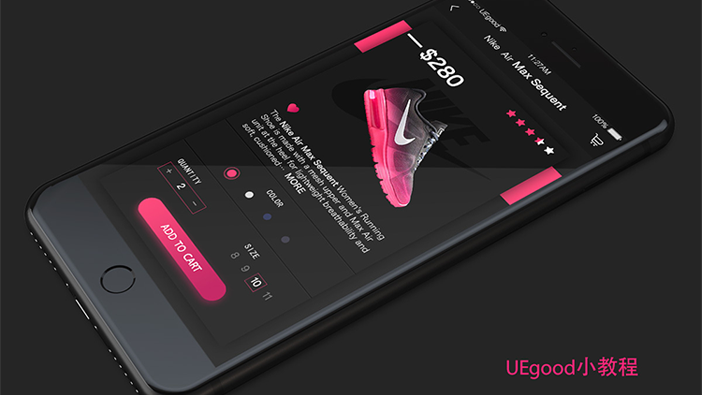 UEgood
11:27AM
100%
Nike Air Max Sequent
$280
NIKE
The Nike Air Max Sequent Women's Running
Shoe is made with a mesh upper and Max Air
unit at the heel for lightweight breathability and
soft, cushioned ··· MORE
QUANTITY
+ 2 −
COLOR
SIZE
8 9 10 11
ADD TO CART
UEgood小教程